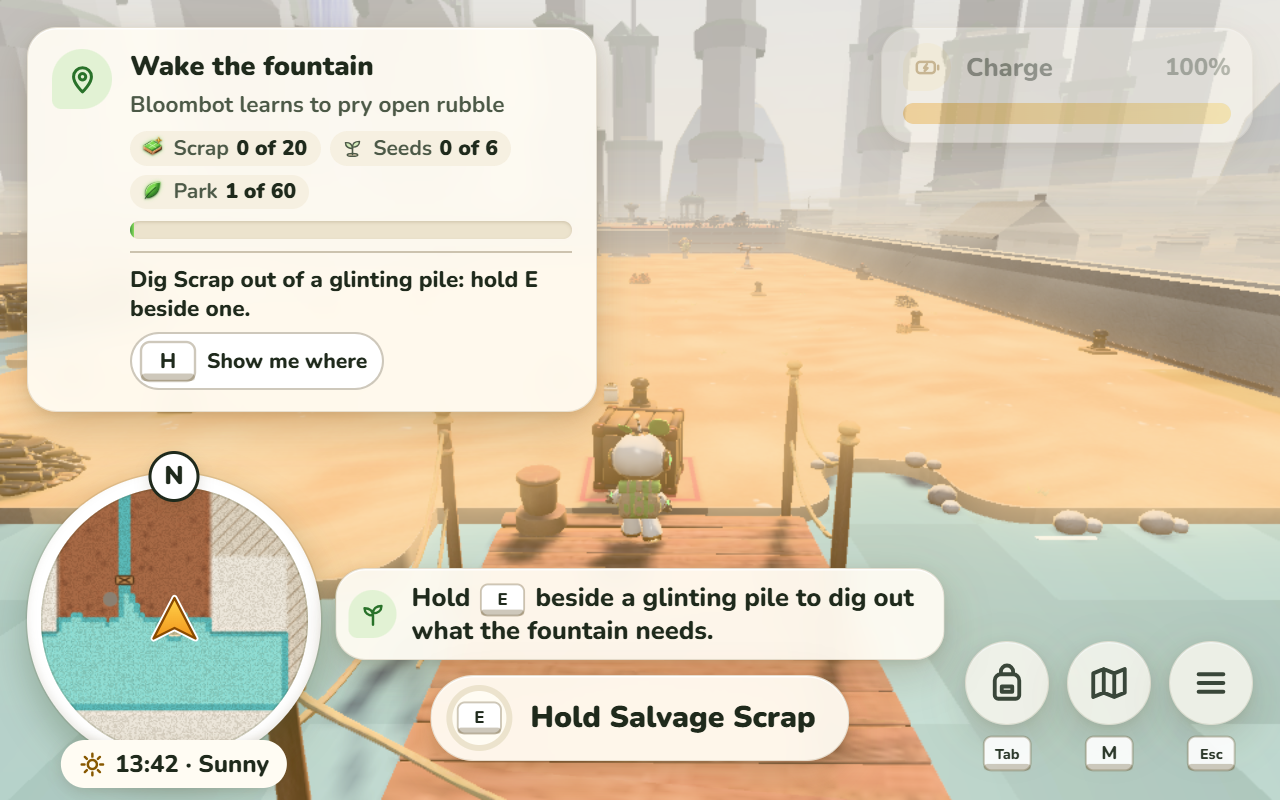 Wake the fountain
Bloombot learns to pry open rubble
Scrap 0 of 20
Seeds 0 of 6
Park 1 of 60
Dig Scrap out of a glinting pile: hold E
beside one.
H Show me where
Charge 100%
N
13:42 · Sunny
Hold E beside a glinting pile to dig out
what the fountain needs.
E Hold Salvage Scrap
Tab
M
Esc